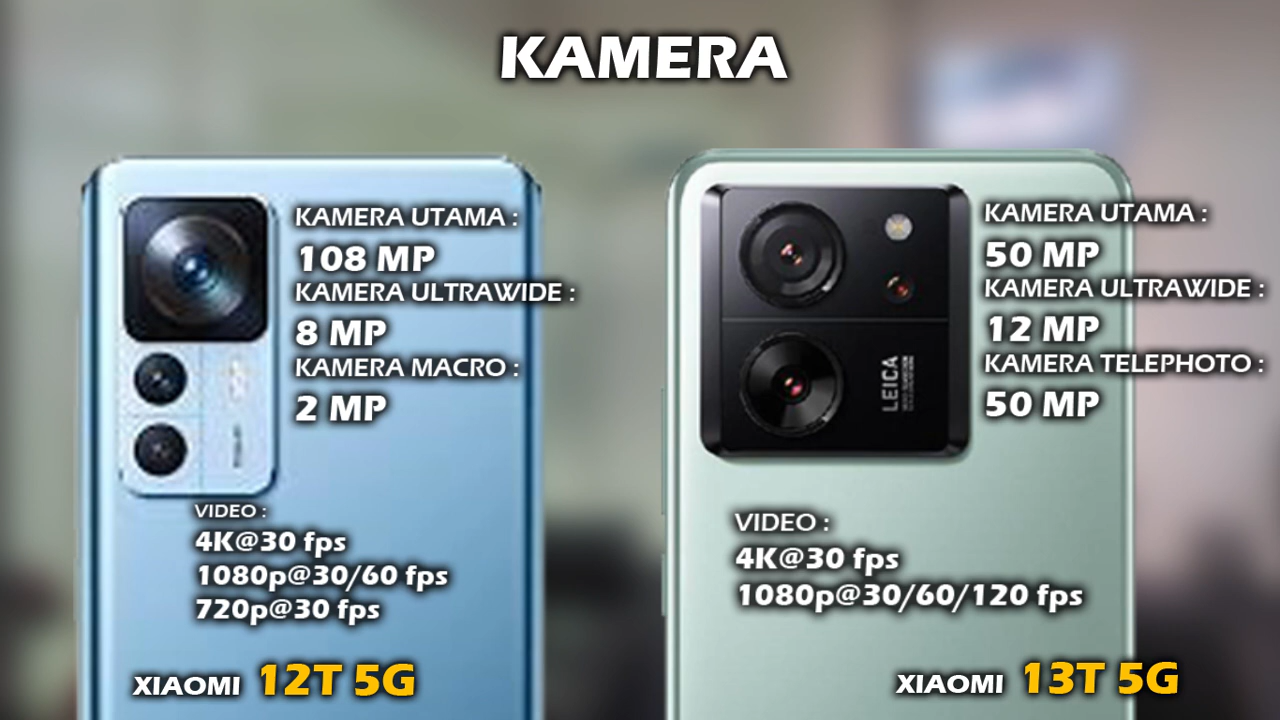 KAMERA
KAMERA UTAMA :
108 MP
KAMERA ULTRAWIDE :
8 MP
KAMERA MACRO :
2 MP
VIDEO :
4K@30 fps
1080p@30/60 fps
720p@30 fps
XIAOMI 12T 5G
KAMERA UTAMA :
50 MP
KAMERA ULTRAWIDE :
12 MP
KAMERA TELEPHOTO :
50 MP
LEICA
VIDEO :
4K@30 fps
1080p@30/60/120 fps
XIAOMI 13T 5G